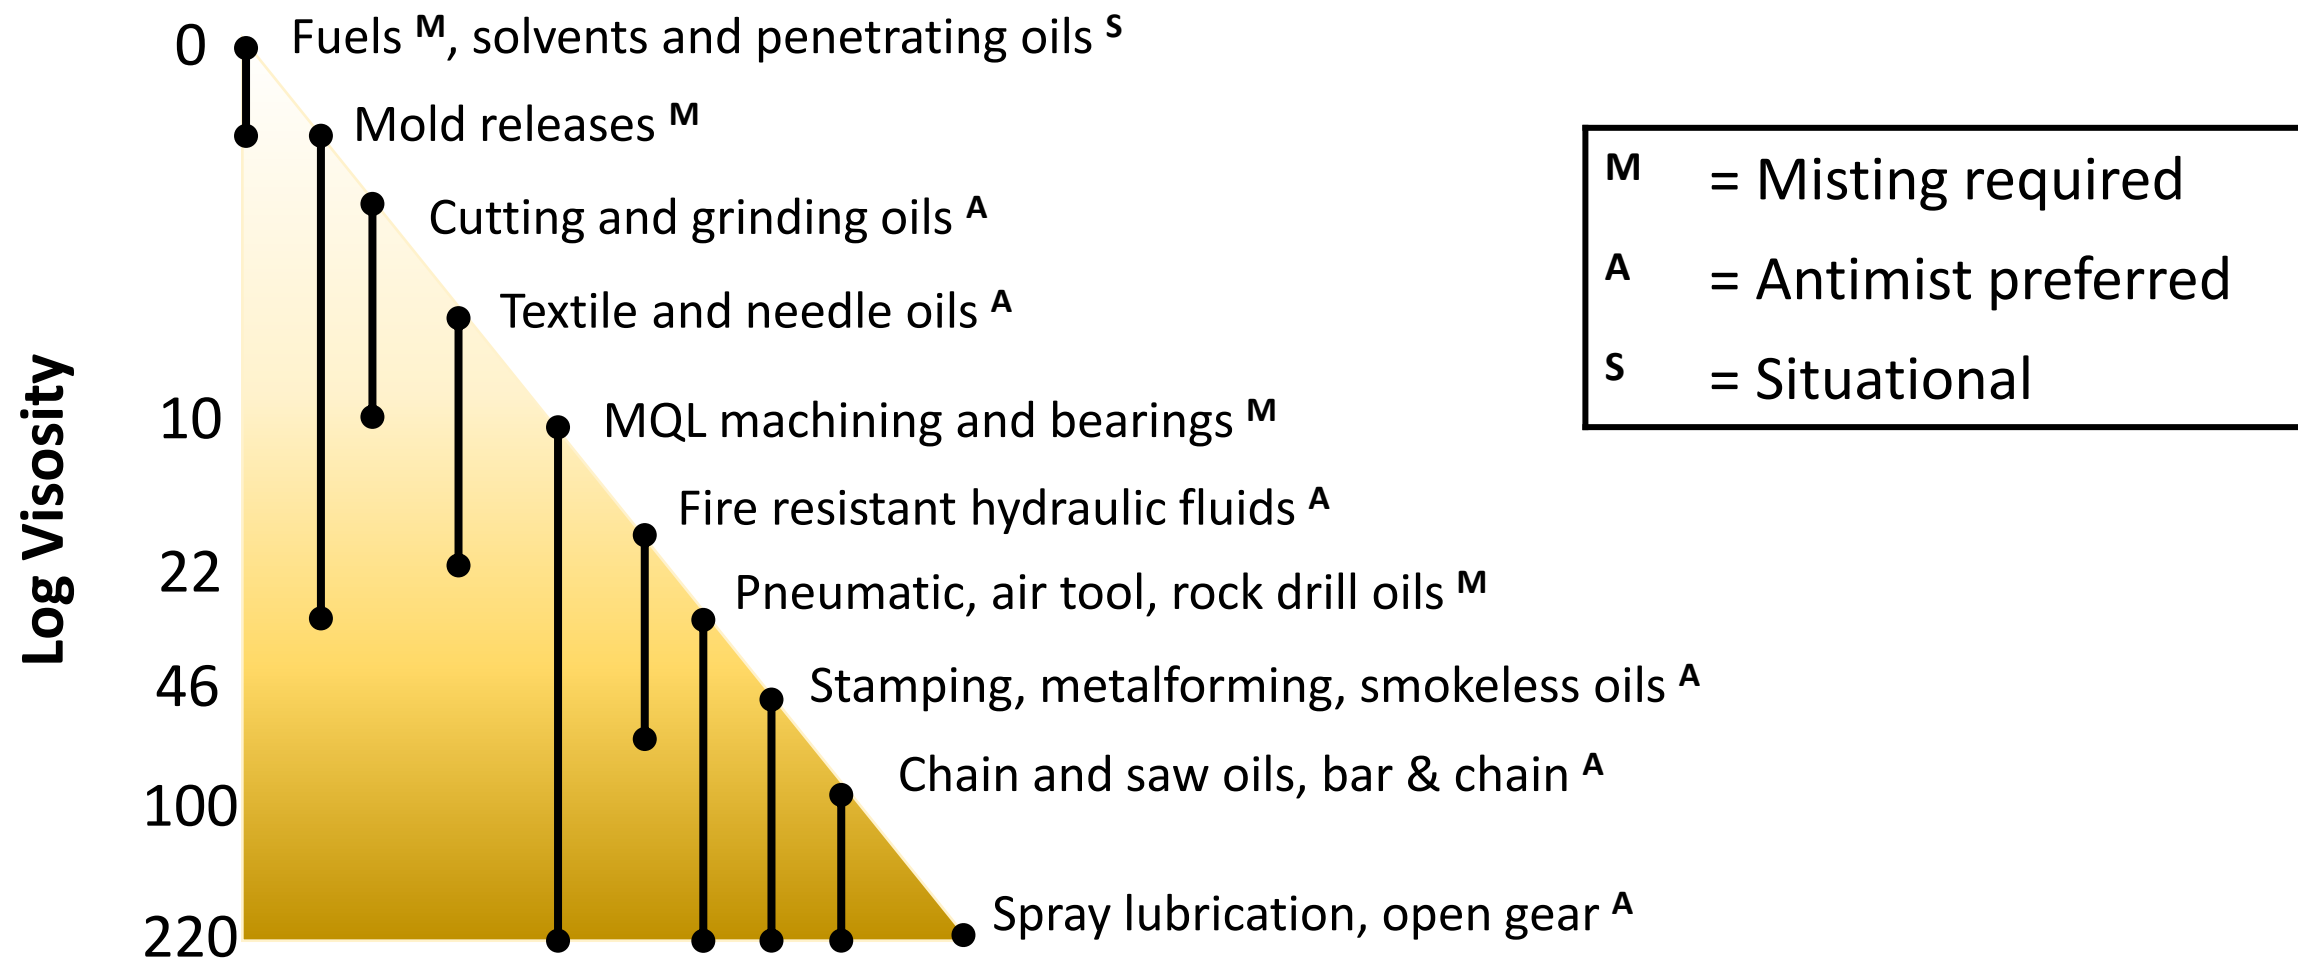 0
Fuels M, solvents and penetrating oils S
Mold releases M
Cutting and grinding oils A
Textile and needle oils A
10
MQL machining and bearings M
Fire resistant hydraulic fluids A
22
Pneumatic, air tool, rock drill oils M
46
Stamping, metalforming, smokeless oils A
100
Chain and saw oils, bar & chain A
220
Spray lubrication, open gear A
Log Visosity
M = Misting required
A = Antimist preferred
S = Situational